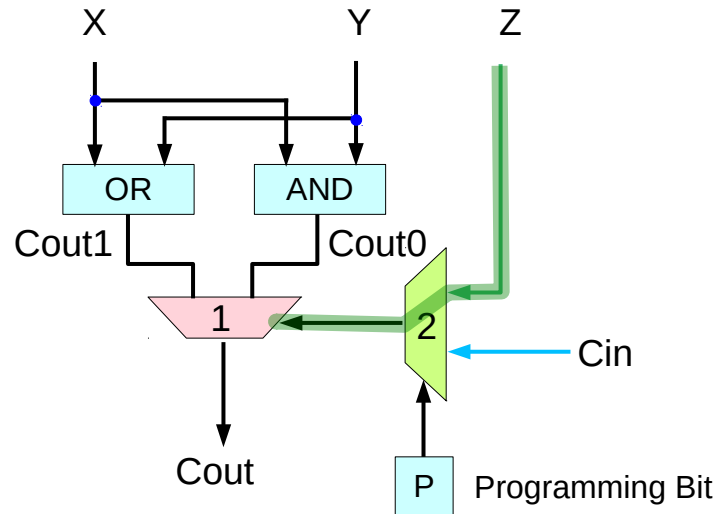 X Y Z
OR AND
Cout1 Cout0
1 2
Cin
Cout
P Programming Bit